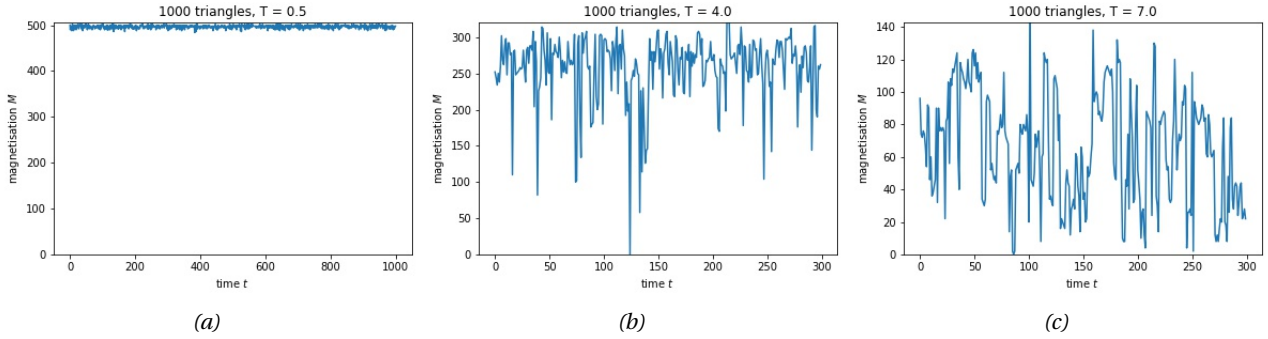 1000 triangles, T = 0.5
magnetisation M
500
400
300
200
100
0
0 200 400 600 800 1000
time t
(a)
1000 triangles, T = 4.0
magnetisation M
300
250
200
150
100
50
0
0 50 100 150 200 250 300
time t
(b)
1000 triangles, T = 7.0
magnetisation M
140
120
100
80
60
40
20
0
0 50 100 150 200 250 300
time t
(c)